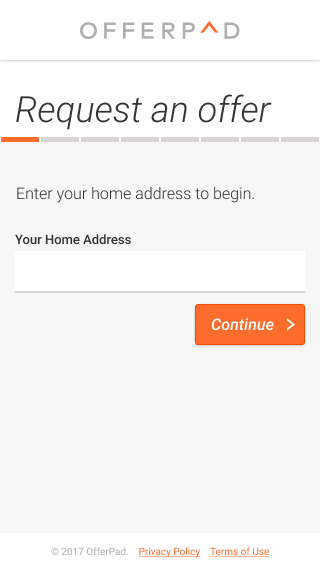 OFFERPAD
Request an offer
Enter your home address to begin.
Your Home Address
Continue
© 2017 OfferPad. Privacy Policy Terms of Use